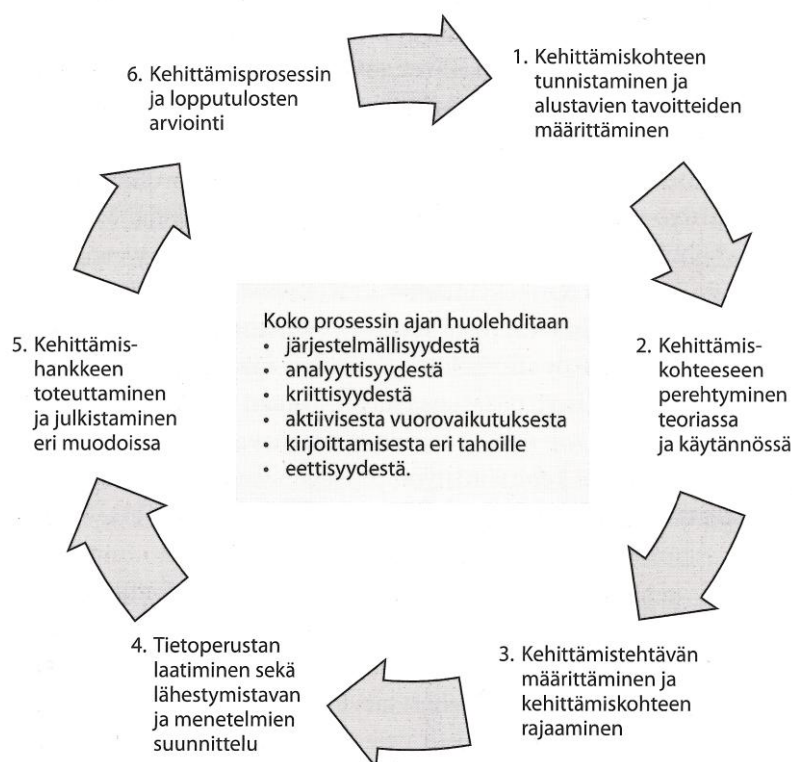 1. Kehittämiskohteen
tunnistaminen ja
alustavien tavoitteiden
määrittäminen
2. Kehittämis-
kohteeseen
perehtyminen
teoriassa
ja käytännössä
3. Kehittämistehtävän
määrittäminen ja
kehittämiskohteen
rajaaminen
4. Tietoperustan
laatiminen sekä
lähestymistavan
ja menetelmien
suunnittelu
5. Kehittämis-
hankkeen
toteuttaminen
ja julkistaminen
eri muodoissa
6. Kehittämisprosessin
ja lopputulosten
arviointi
Koko prosessin ajan huolehditaan
• järjestelmällisyydestä
• analyyttisyydestä
• kriittisyydestä
• aktiivisesta vuorovaikutuksesta
• kirjoittamisesta eri tahoille
• eettisyydestä.